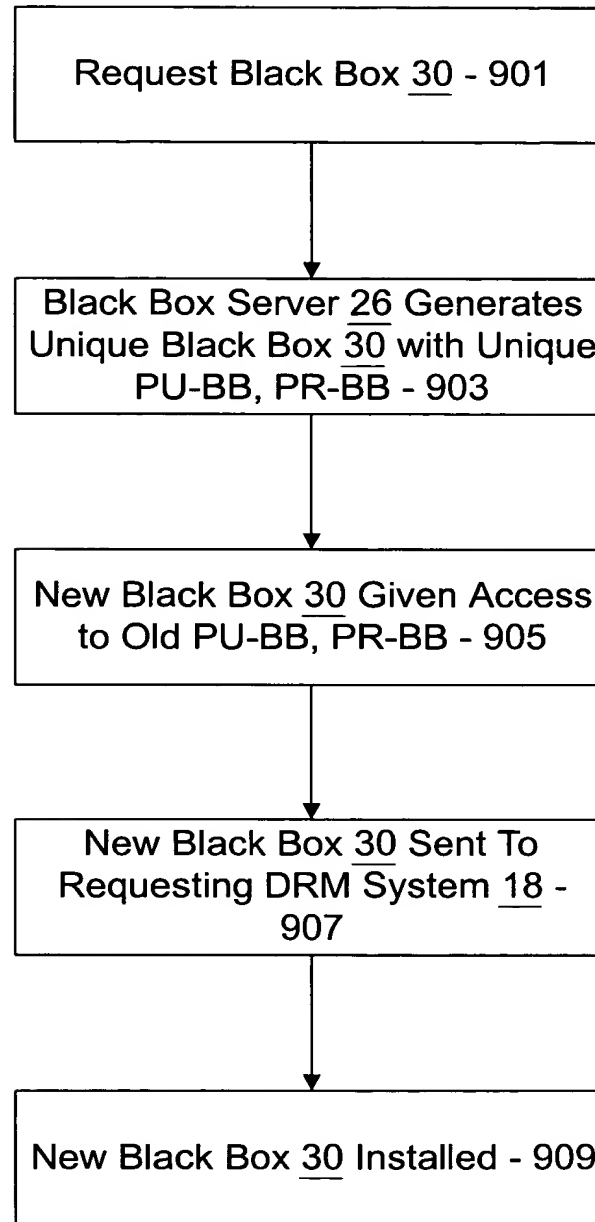 Request Black Box 30 - 901
Black Box Server 26 Generates
Unique Black Box 30 with Unique
PU-BB, PR-BB - 903
New Black Box 30 Given Access
to Old PU-BB, PR-BB - 905
New Black Box 30 Sent To
Requesting DRM System 18 -
907
New Black Box 30 Installed - 909